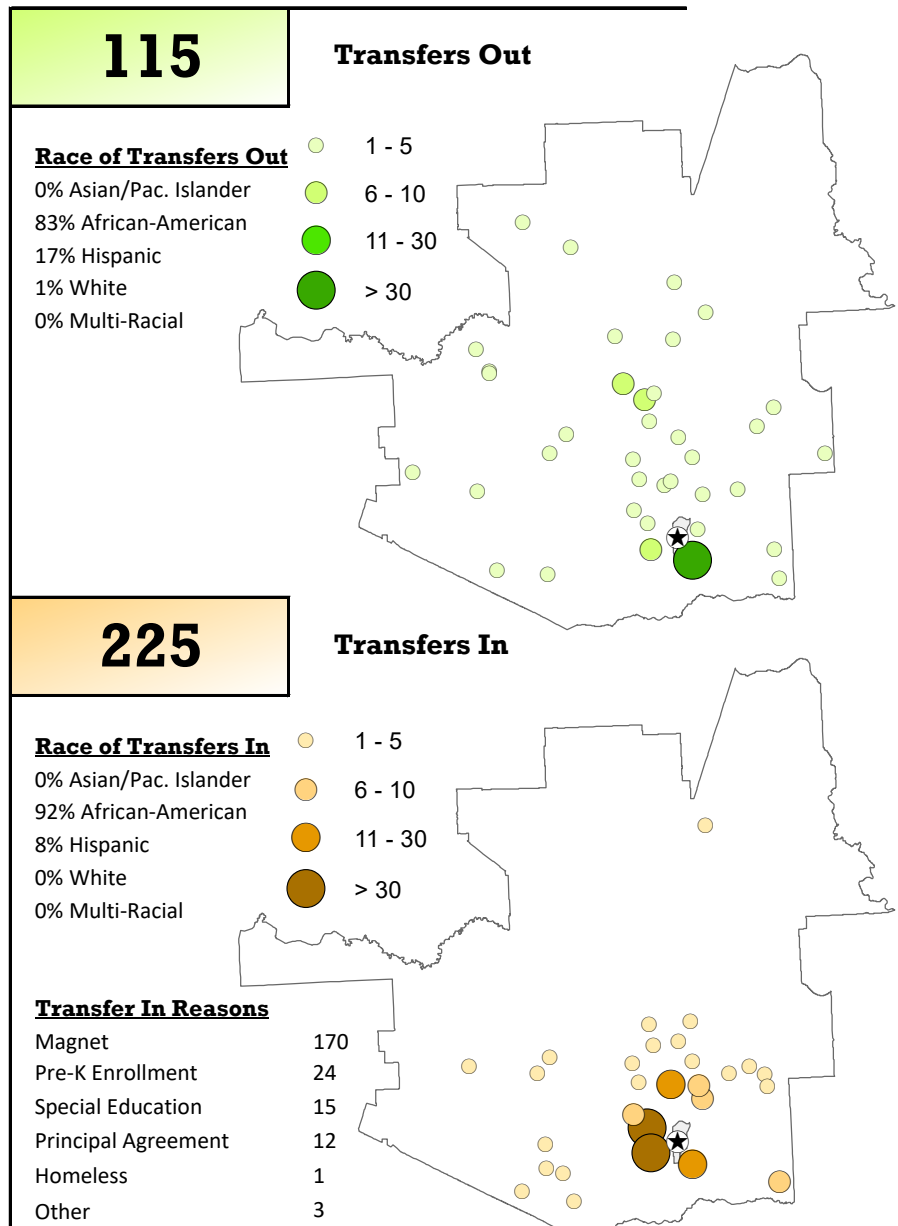 115
Transfers Out
Race of Transfers Out
0% Asian/Pac. Islander
83% African-American
17% Hispanic
1% White
0% Multi-Racial
1 - 5
6 - 10
11 - 30
> 30
225
Transfers In
Race of Transfers In
0% Asian/Pac. Islander
92% African-American
8% Hispanic
0% White
0% Multi-Racial
1 - 5
6 - 10
11 - 30
> 30
Transfer In Reasons
Magnet 170
Pre-K Enrollment 24
Special Education 15
Principal Agreement 12
Homeless 1
Other 3